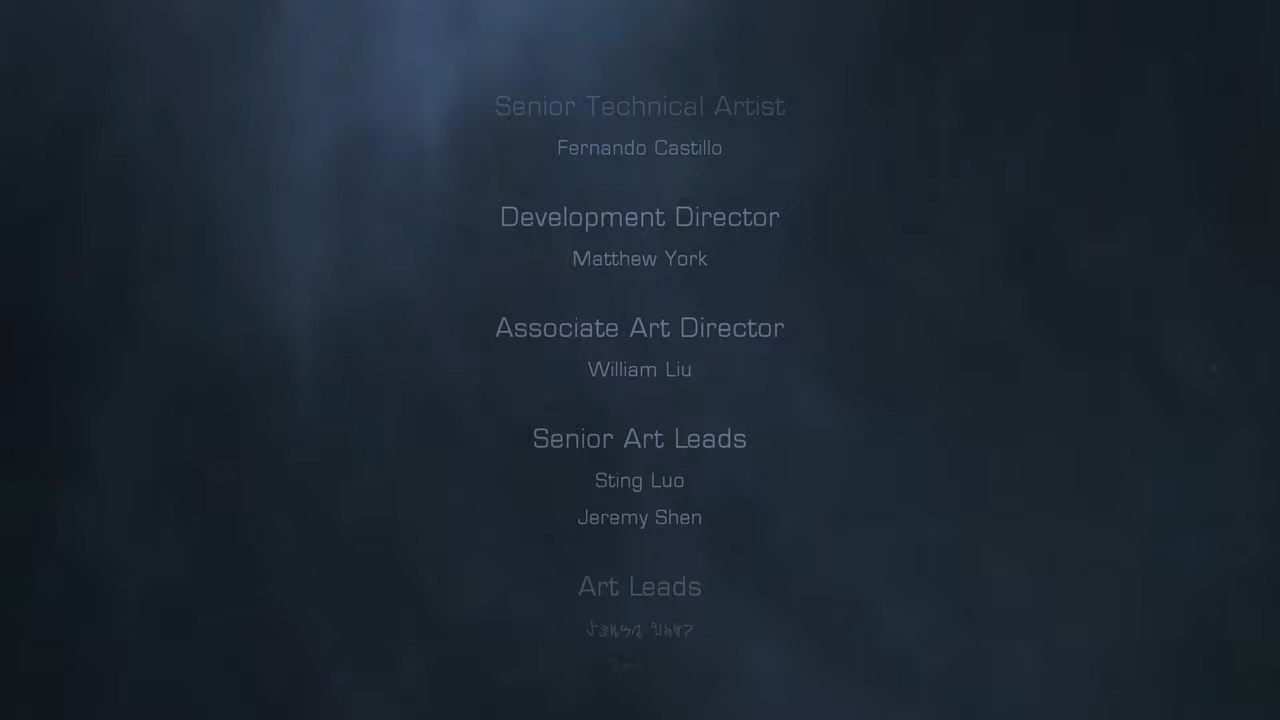 Senior Technical Artist
Fernando Castillo
Development Director
Matthew York
Associate Art Director
William Liu
Senior Art Leads
Sting Luo
Jeremy Shen
Art Leads